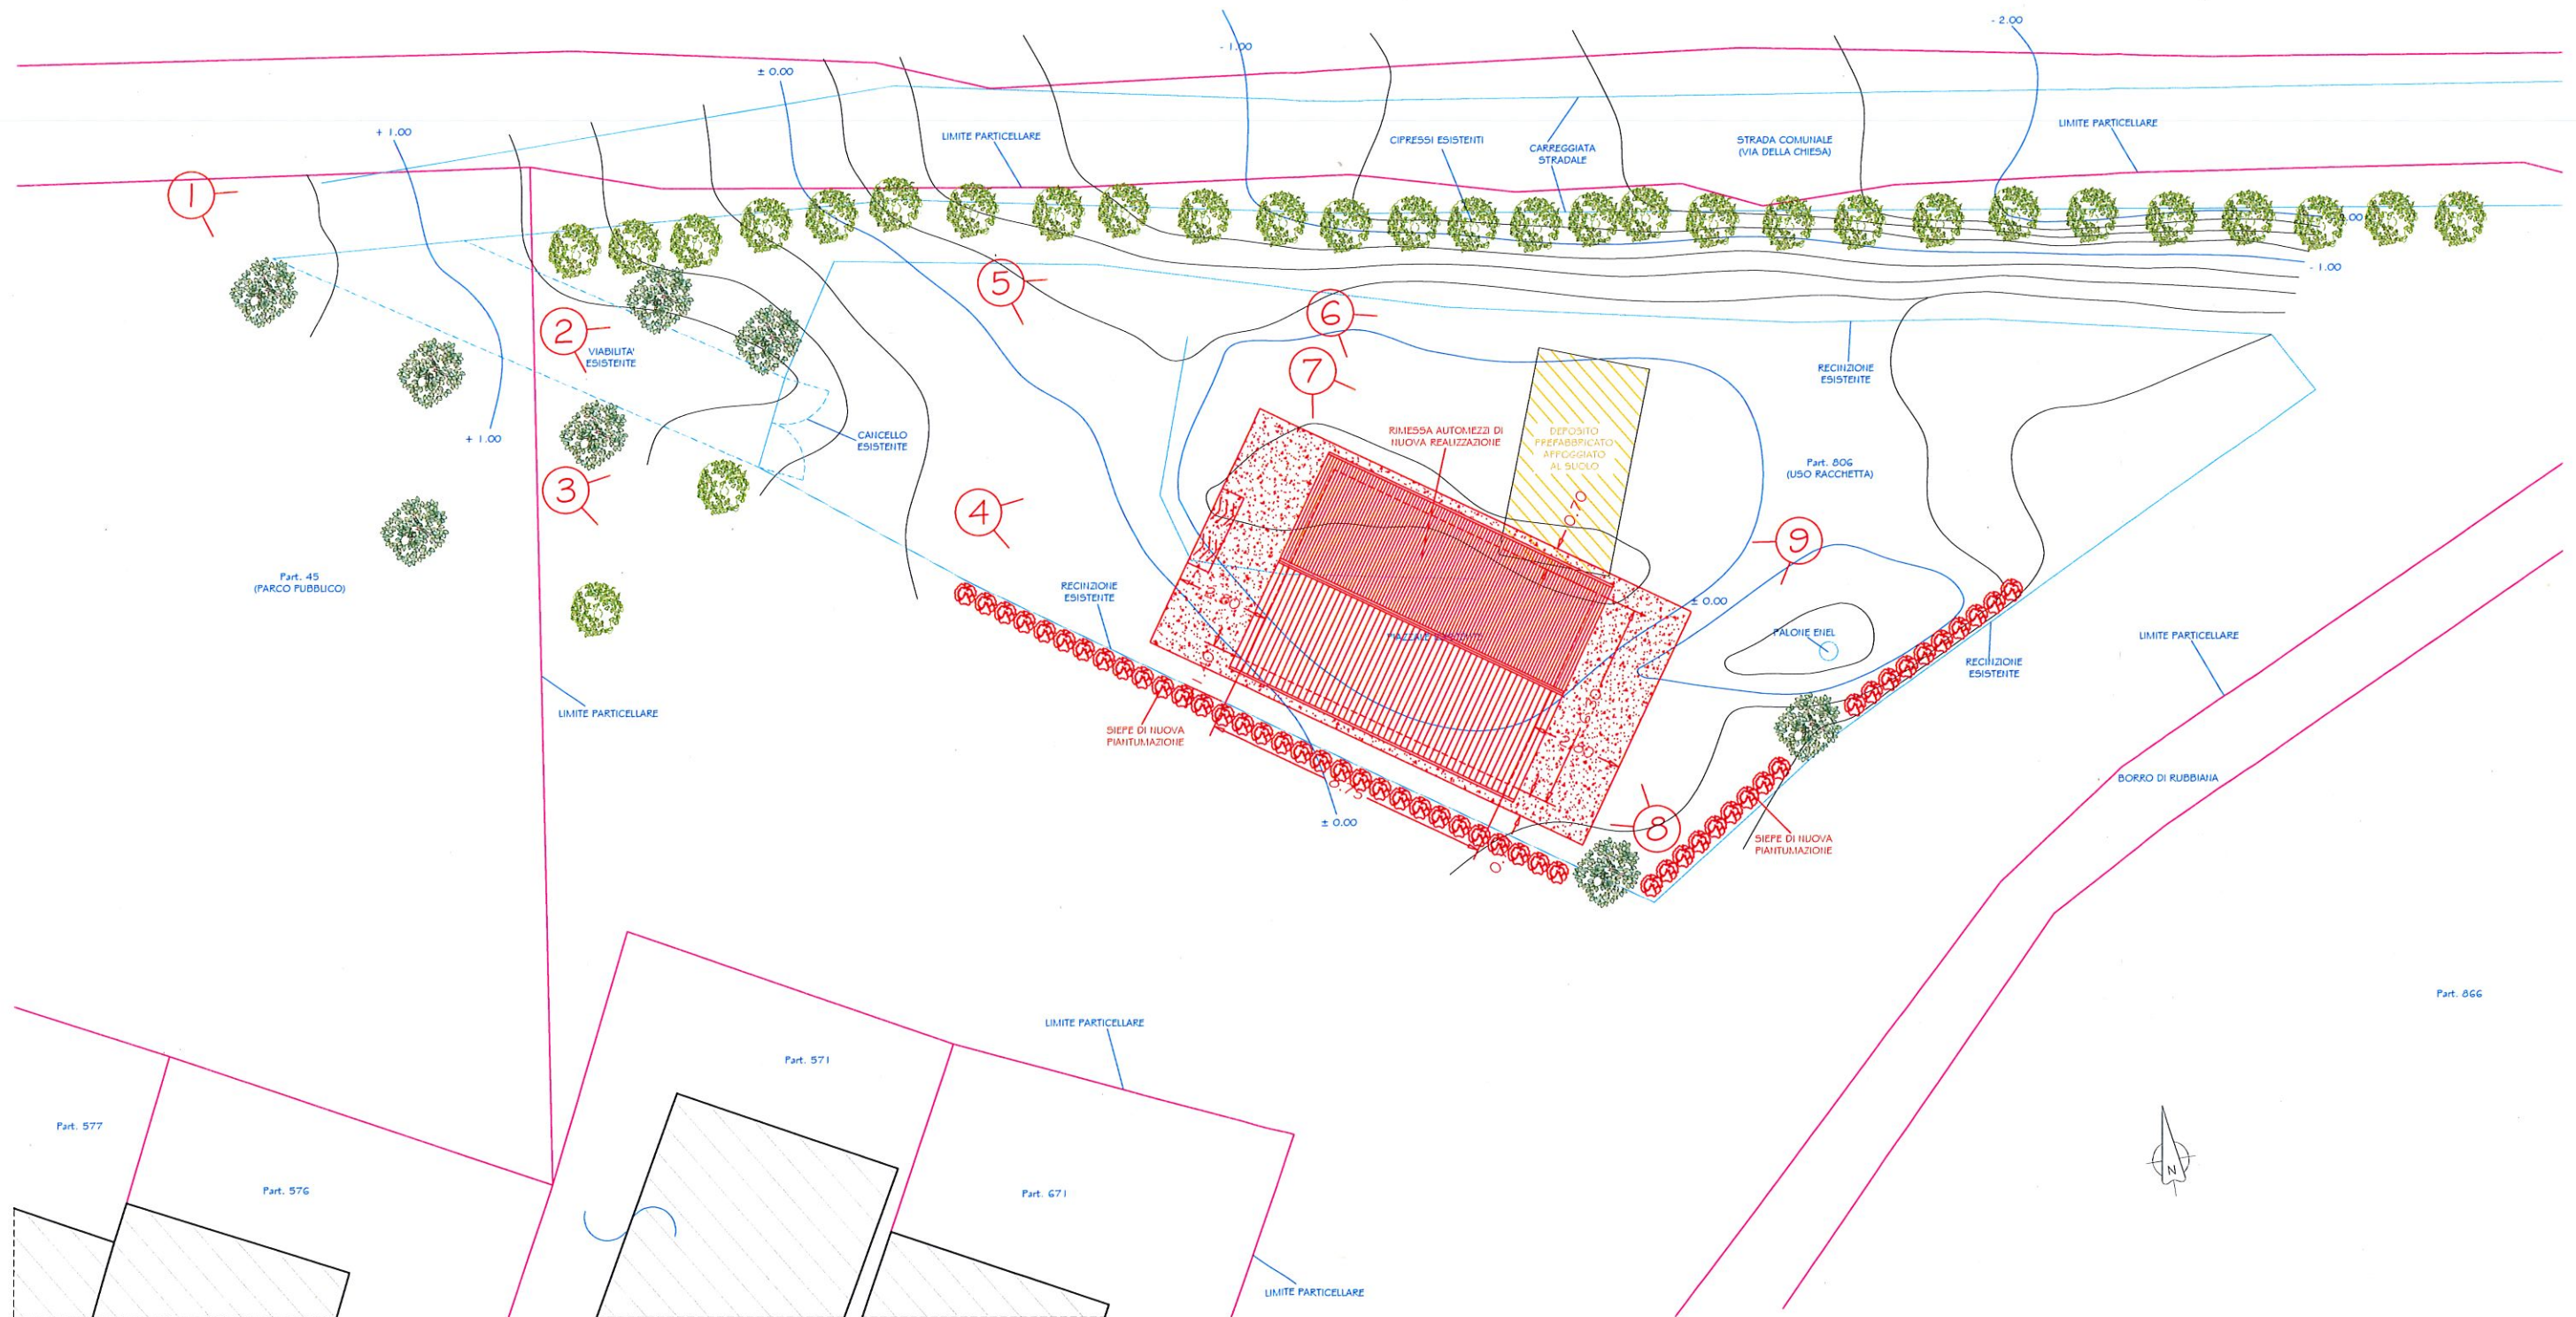 - 2.00
- 1.00
± 0.00
+ 1.00
LIMITE PARTICELLARE
CIPRESSI ESISTENTI
CARREGGIATA
STRADALE
STRADA COMUNALE
(VIA DELLA CHIESA)
LIMITE PARTICELLARE
1
- 1.00
5
6
2
VIABILITA'
ESISTENTE
7
RECINZIONE
ESISTENTE
+ 1.00
CANCELLO
ESISTENTE
RIMESSA AUTOMEZZI DI
NUOVA REALIZZAZIONE
DEPOSITO
PREFABBRICATO
APPOGGIATO
AL SUOLO
Part. 806
(USO RACCHETTA)
3
4
0.70
9
Part. 45
(PARCO PUBBLICO)
RECINZIONE
ESISTENTE
± 0.00
PIAZZALE ESISTENTE
PALONE ENEL
LIMITE PARTICELLARE
RECINZIONE
ESISTENTE
LIMITE PARTICELLARE
SIEPE DI NUOVA
PIANTUMAZIONE
BORRO DI RUBBIANA
± 0.00
8
SIEPE DI NUOVA
PIANTUMAZIONE
Part. 866
LIMITE PARTICELLARE
Part. 571
Part. 577
Part. 576
Part. 671
N
LIMITE PARTICELLARE